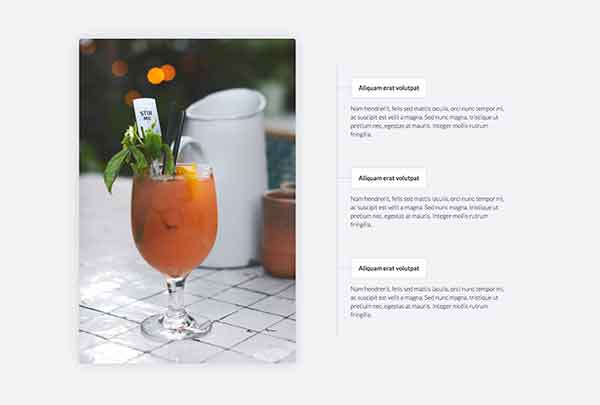 STIR
ME
Aliquam erat volutpat
Nam hendrerit, felis sed mattis iaculis, orci nunc tempor mi,
ac suscipit est velit a magna. Sed nunc magna, tristique ut
pretium nec, egestas at mauris. Integer mollis rutrum
fringilla.
Aliquam erat volutpat
Nam hendrerit, felis sed mattis iaculis, orci nunc tempor mi,
ac suscipit est velit a magna. Sed nunc magna, tristique ut
pretium nec, egestas at mauris. Integer mollis rutrum
fringilla.
Aliquam erat volutpat
Nam hendrerit, felis sed mattis iaculis, orci nunc tempor mi,
ac suscipit est velit a magna. Sed nunc magna, tristique ut
pretium nec, egestas at mauris. Integer mollis rutrum
fringilla.